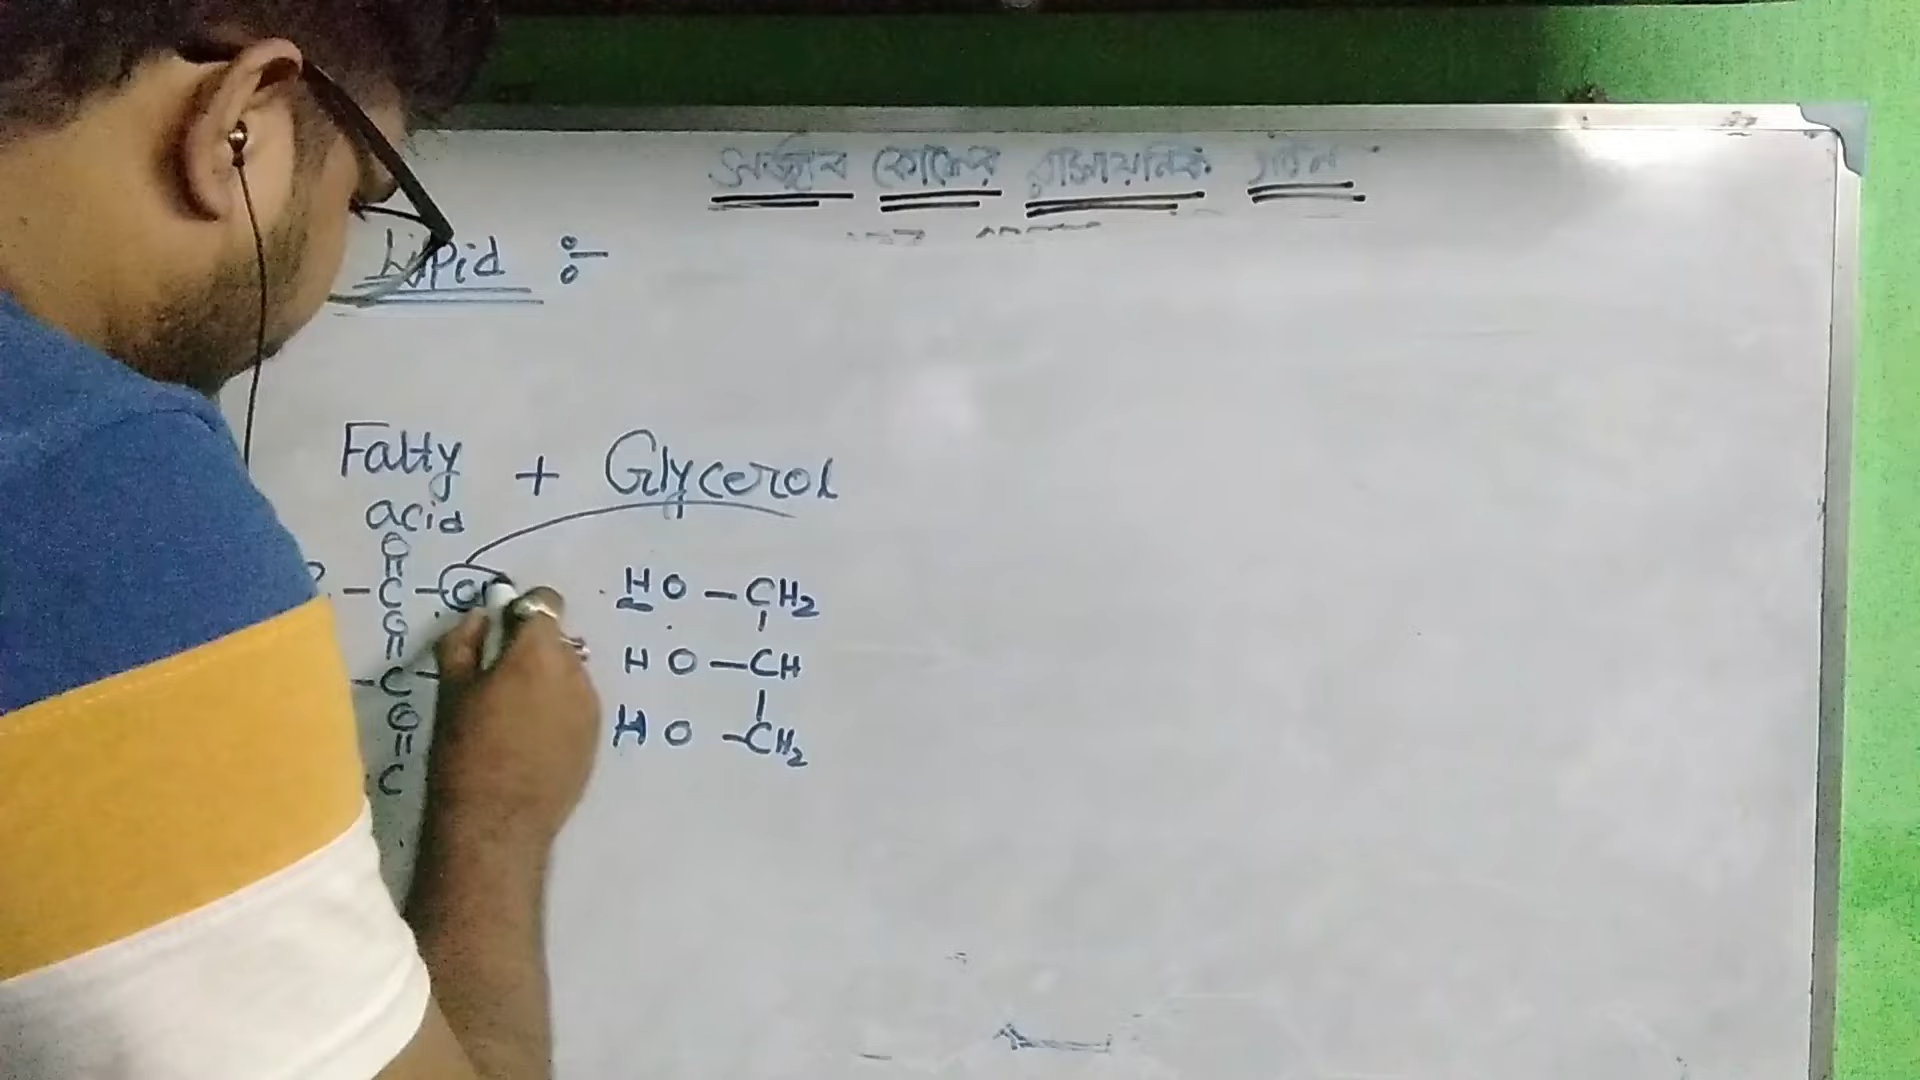 সজীব কোষের রাসায়নিক গঠন
Lipid :-
Fatty + Glycerol
acid
O
=
— C — O HO — CH2
O
=
— C — HO — CH
O
=
C HO — CH2